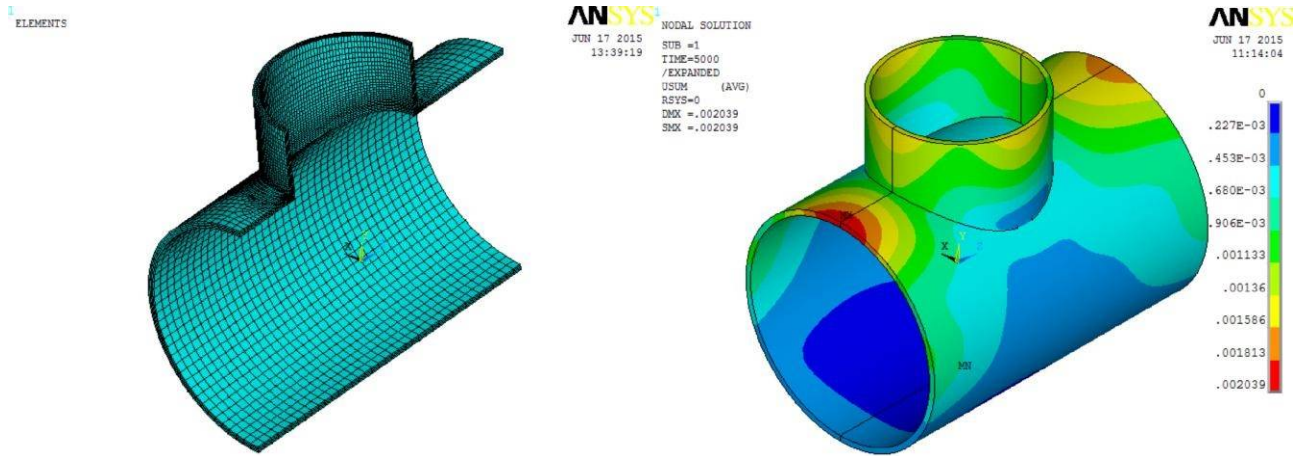 1
ELEMENTS
ANSYS
JUN 17 2015
13:39:19
X
Y
Z
1
NODAL SOLUTION
SUB =1
TIME=5000
/EXPANDED
USUM (AVG)
RSYS=0
DMX =.002039
SMX =.002039
ANSYS
JUN 17 2015
11:14:04
0
.227E-03
.453E-03
.680E-03
.906E-03
.001133
.00136
.001586
.001813
.002039
MX
X
Y
Z
MN